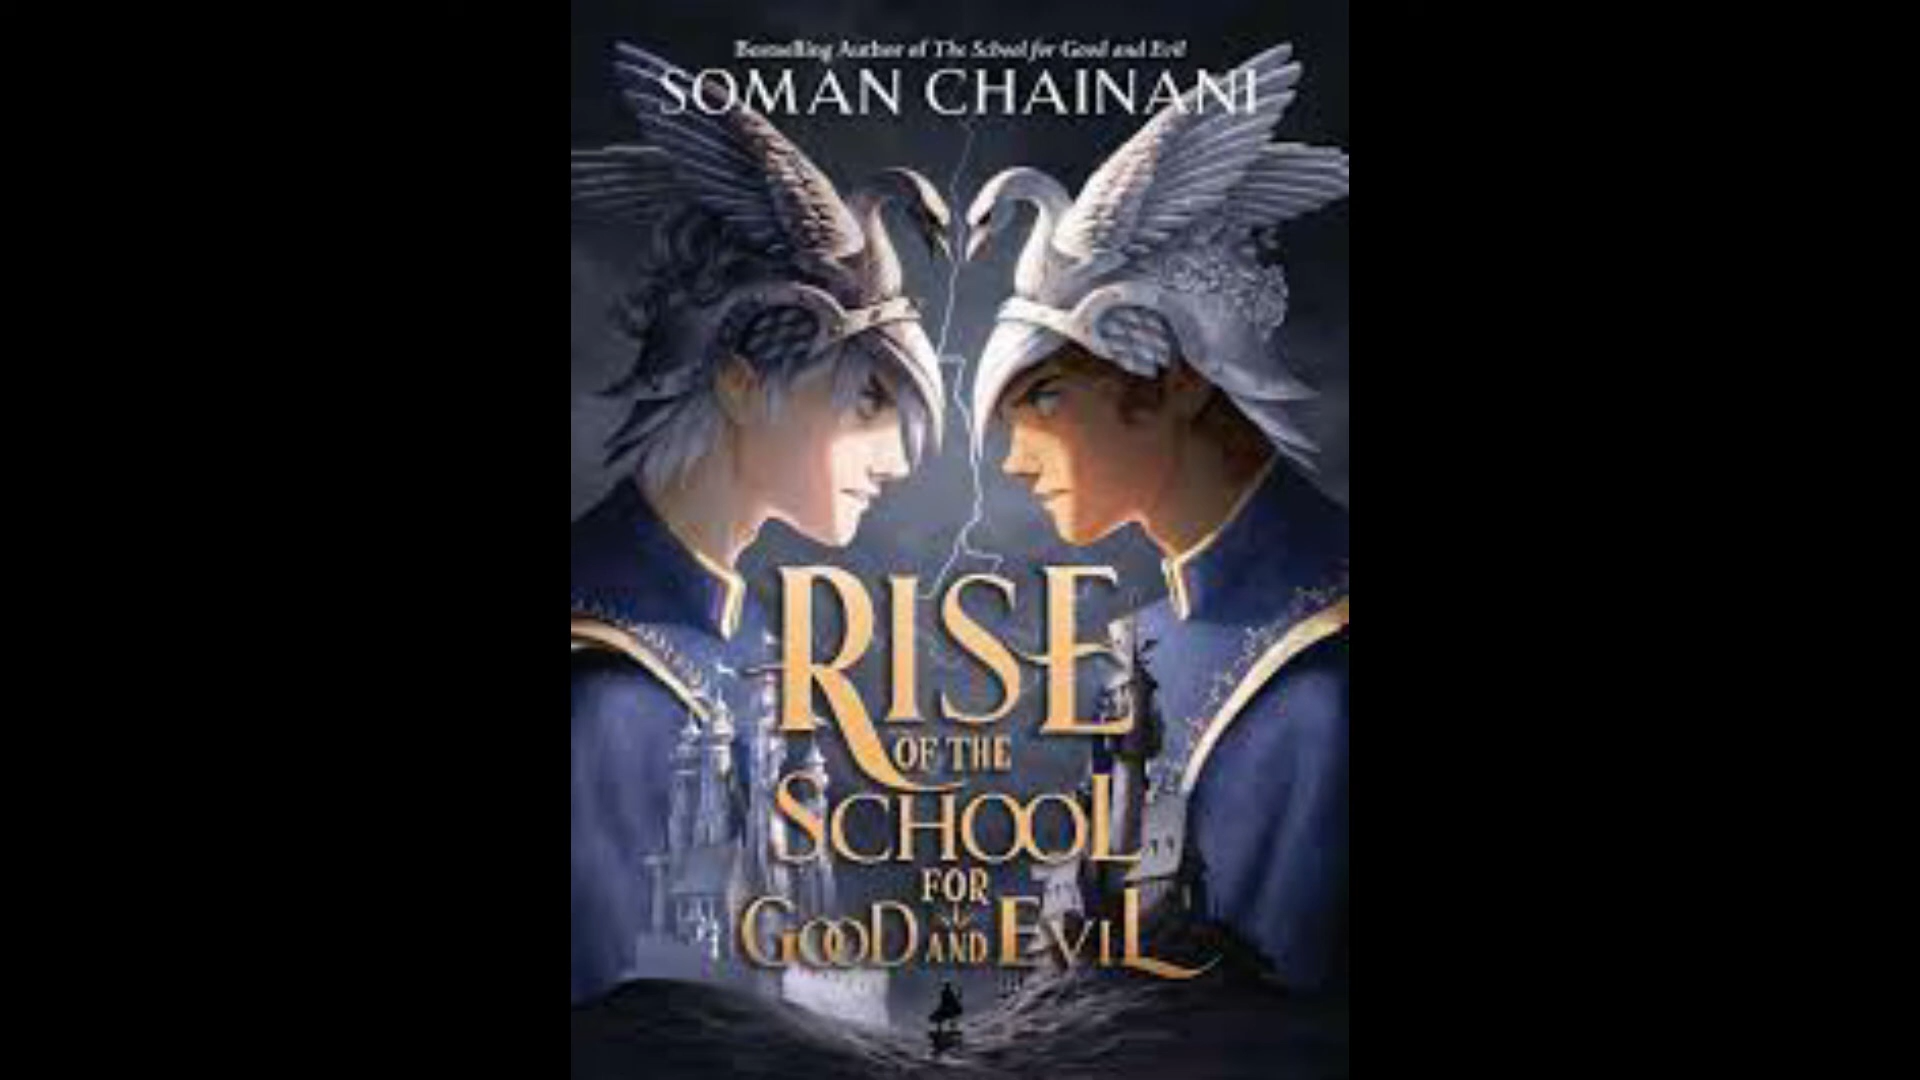 Bestselling Author of The School for Good and Evil
SOMAN CHAINANI
RISE
OF THE
SCHOOL
FOR
GOOD AND EVIL